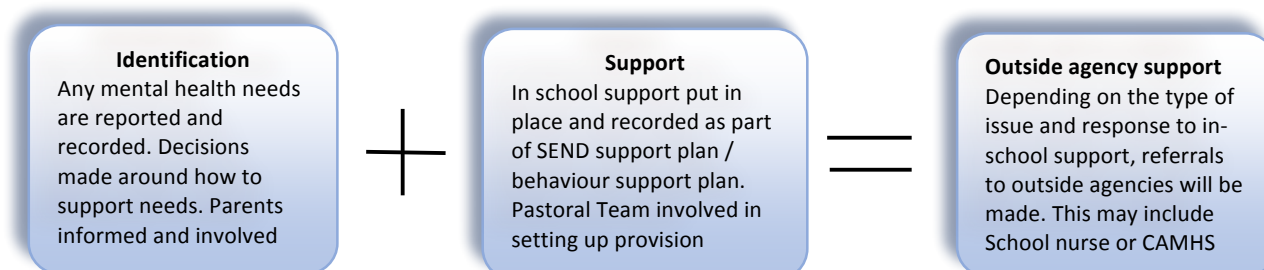 Identification
Any mental health needs
are reported and
recorded. Decisions
made around how to
support needs. Parents
informed and involved
Support
In school support put in
place and recorded as part
of SEND support plan /
behaviour support plan.
Pastoral Team involved in
setting up provision
Outside agency support
Depending on the type of
issue and response to in-
school support, referrals
to outside agencies will be
made. This may include
School nurse or CAMHS